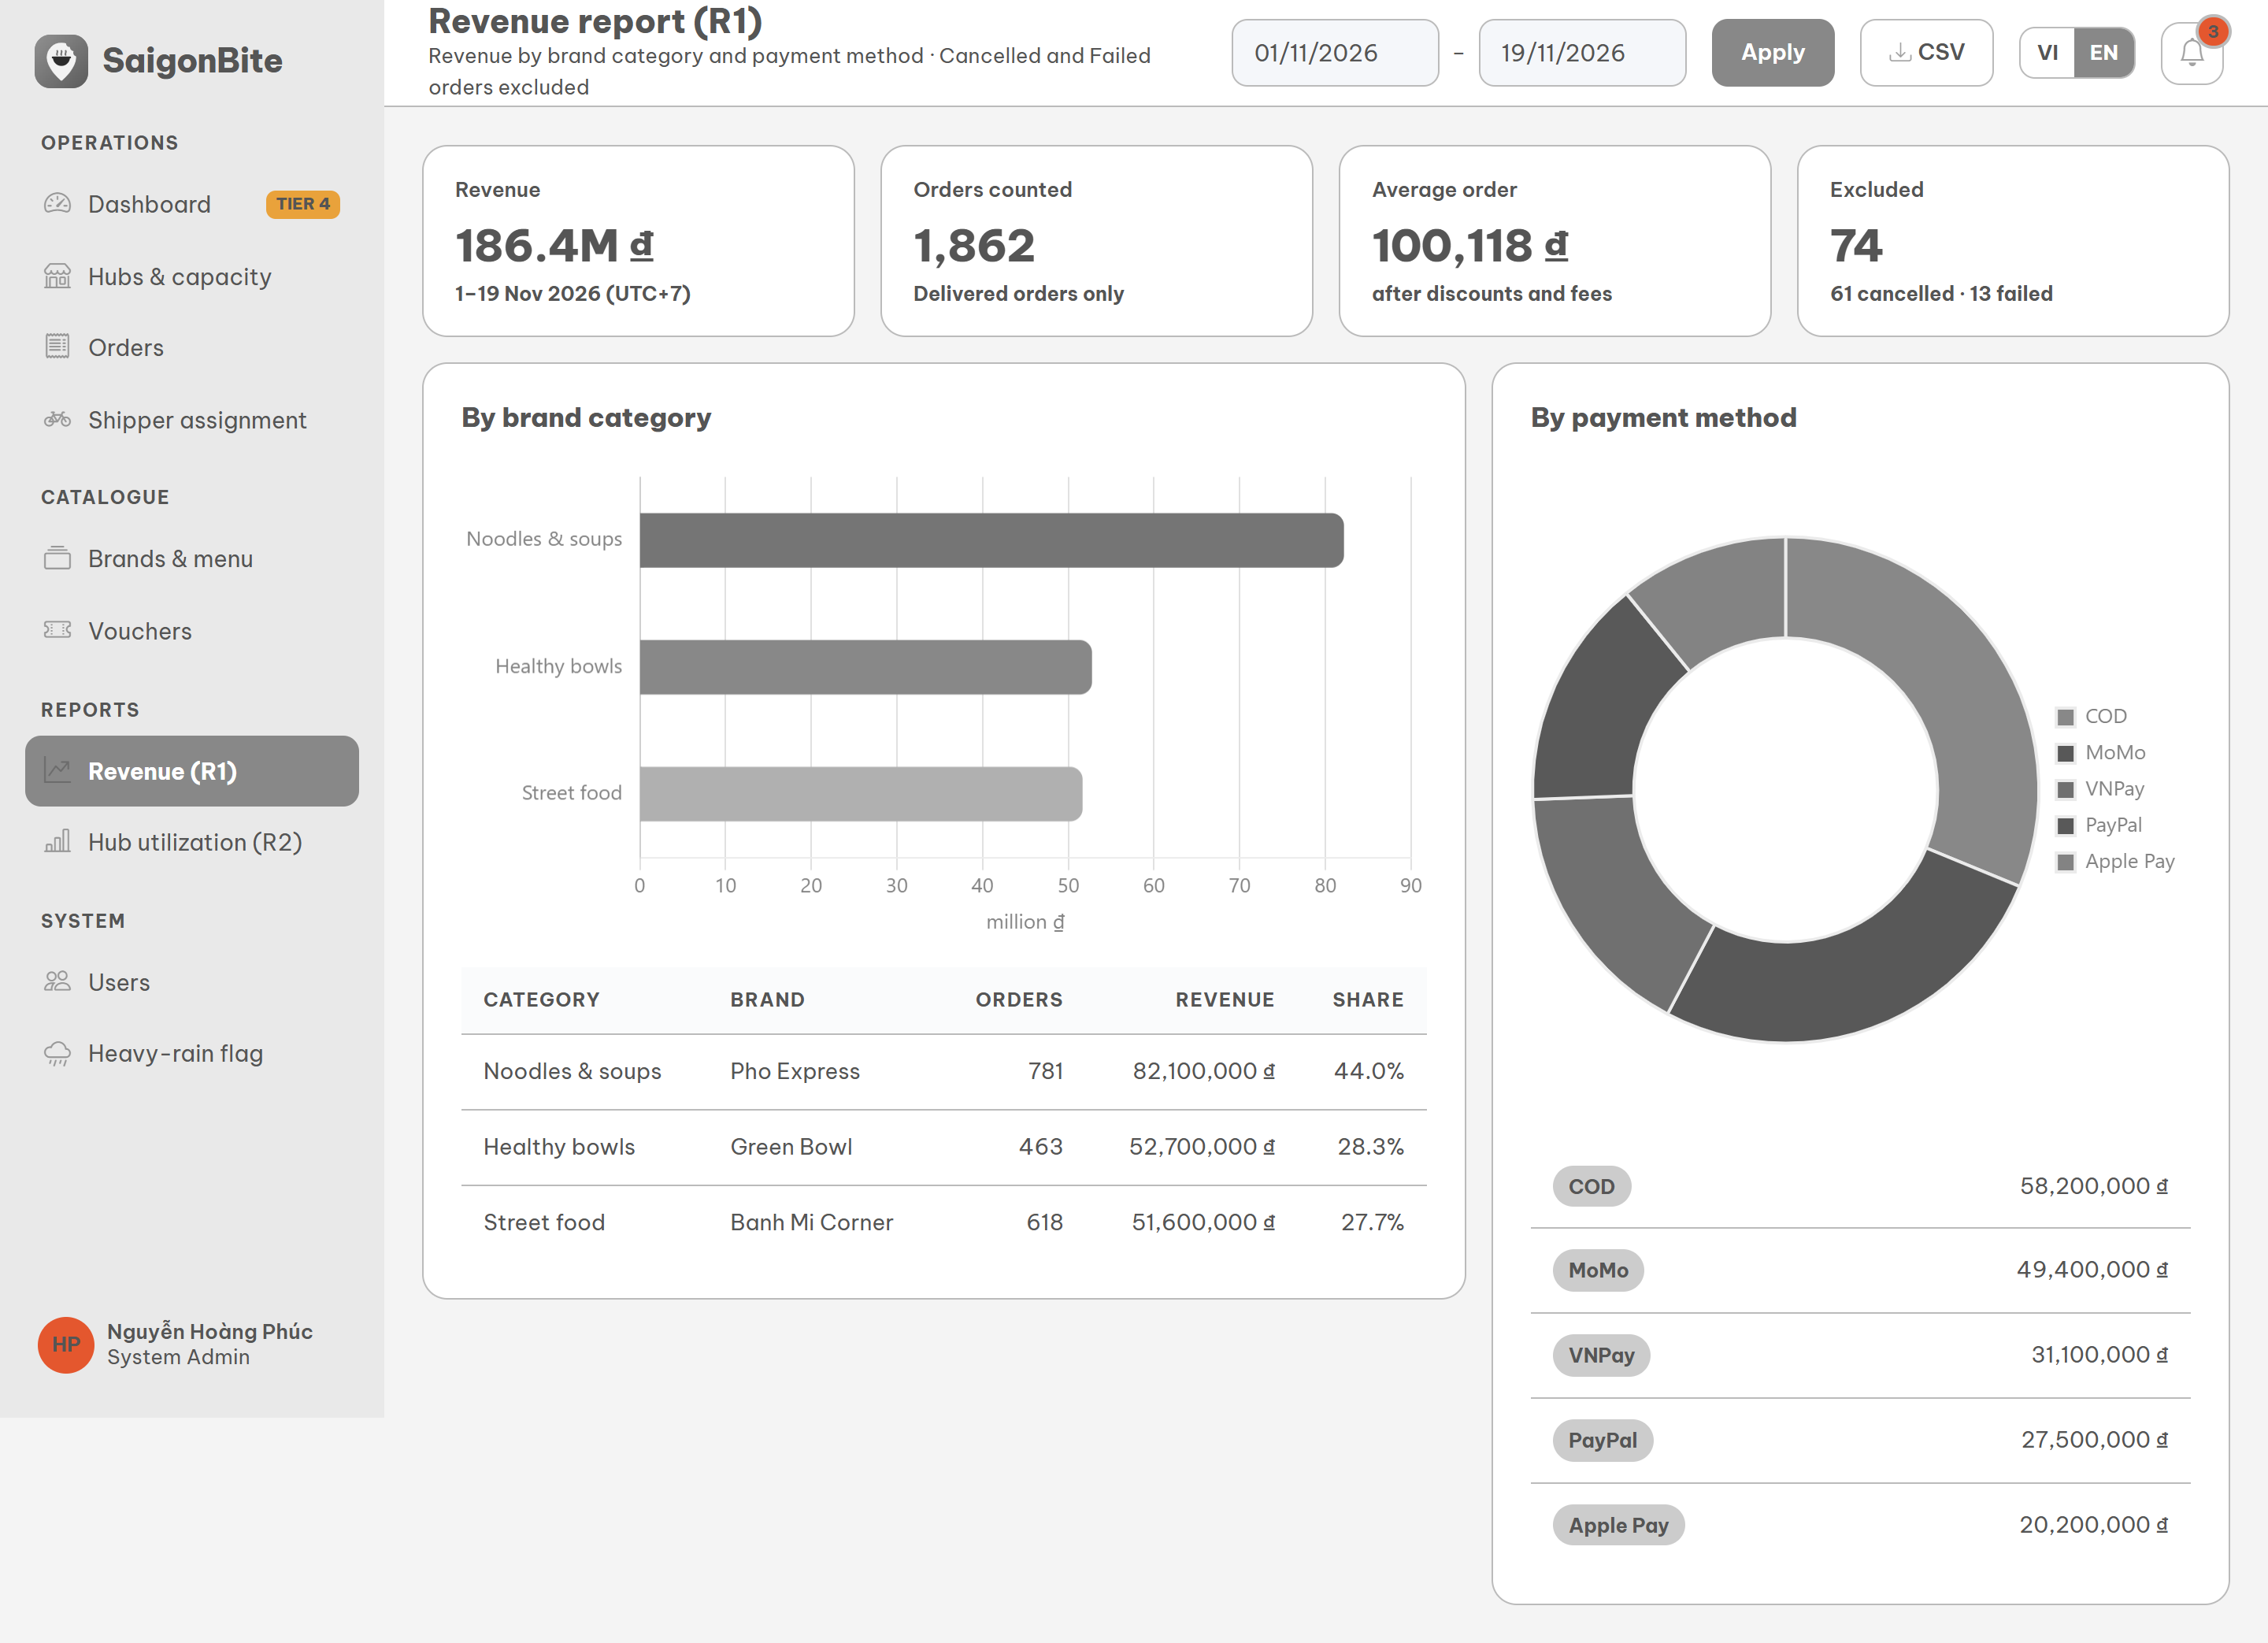 SaigonBite
OPERATIONS
Dashboard TIER 4
Hubs & capacity
Orders
Shipper assignment
CATALOGUE
Brands & menu
Vouchers
REPORTS
Revenue (R1)
Hub utilization (R2)
SYSTEM
Users
Heavy-rain flag
HP
Nguyễn Hoàng Phúc
System Admin
Revenue report (R1)
Revenue by brand category and payment method · Cancelled and Failed
orders excluded
01/11/2026 – 19/11/2026 Apply CSV VI EN 3
Revenue
186.4M ₫
1–19 Nov 2026 (UTC+7)
Orders counted
1,862
Delivered orders only
Average order
100,118 ₫
after discounts and fees
Excluded
74
61 cancelled · 13 failed
By brand category
Noodles & soups
Healthy bowls
Street food
0 10 20 30 40 50 60 70 80 90
million ₫
CATEGORY BRAND ORDERS REVENUE SHARE
Noodles & soups Pho Express 781 82,100,000 ₫ 44.0%
Healthy bowls Green Bowl 463 52,700,000 ₫ 28.3%
Street food Banh Mi Corner 618 51,600,000 ₫ 27.7%
By payment method
COD
MoMo
VNPay
PayPal
Apple Pay
COD 58,200,000 ₫
MoMo 49,400,000 ₫
VNPay 31,100,000 ₫
PayPal 27,500,000 ₫
Apple Pay 20,200,000 ₫